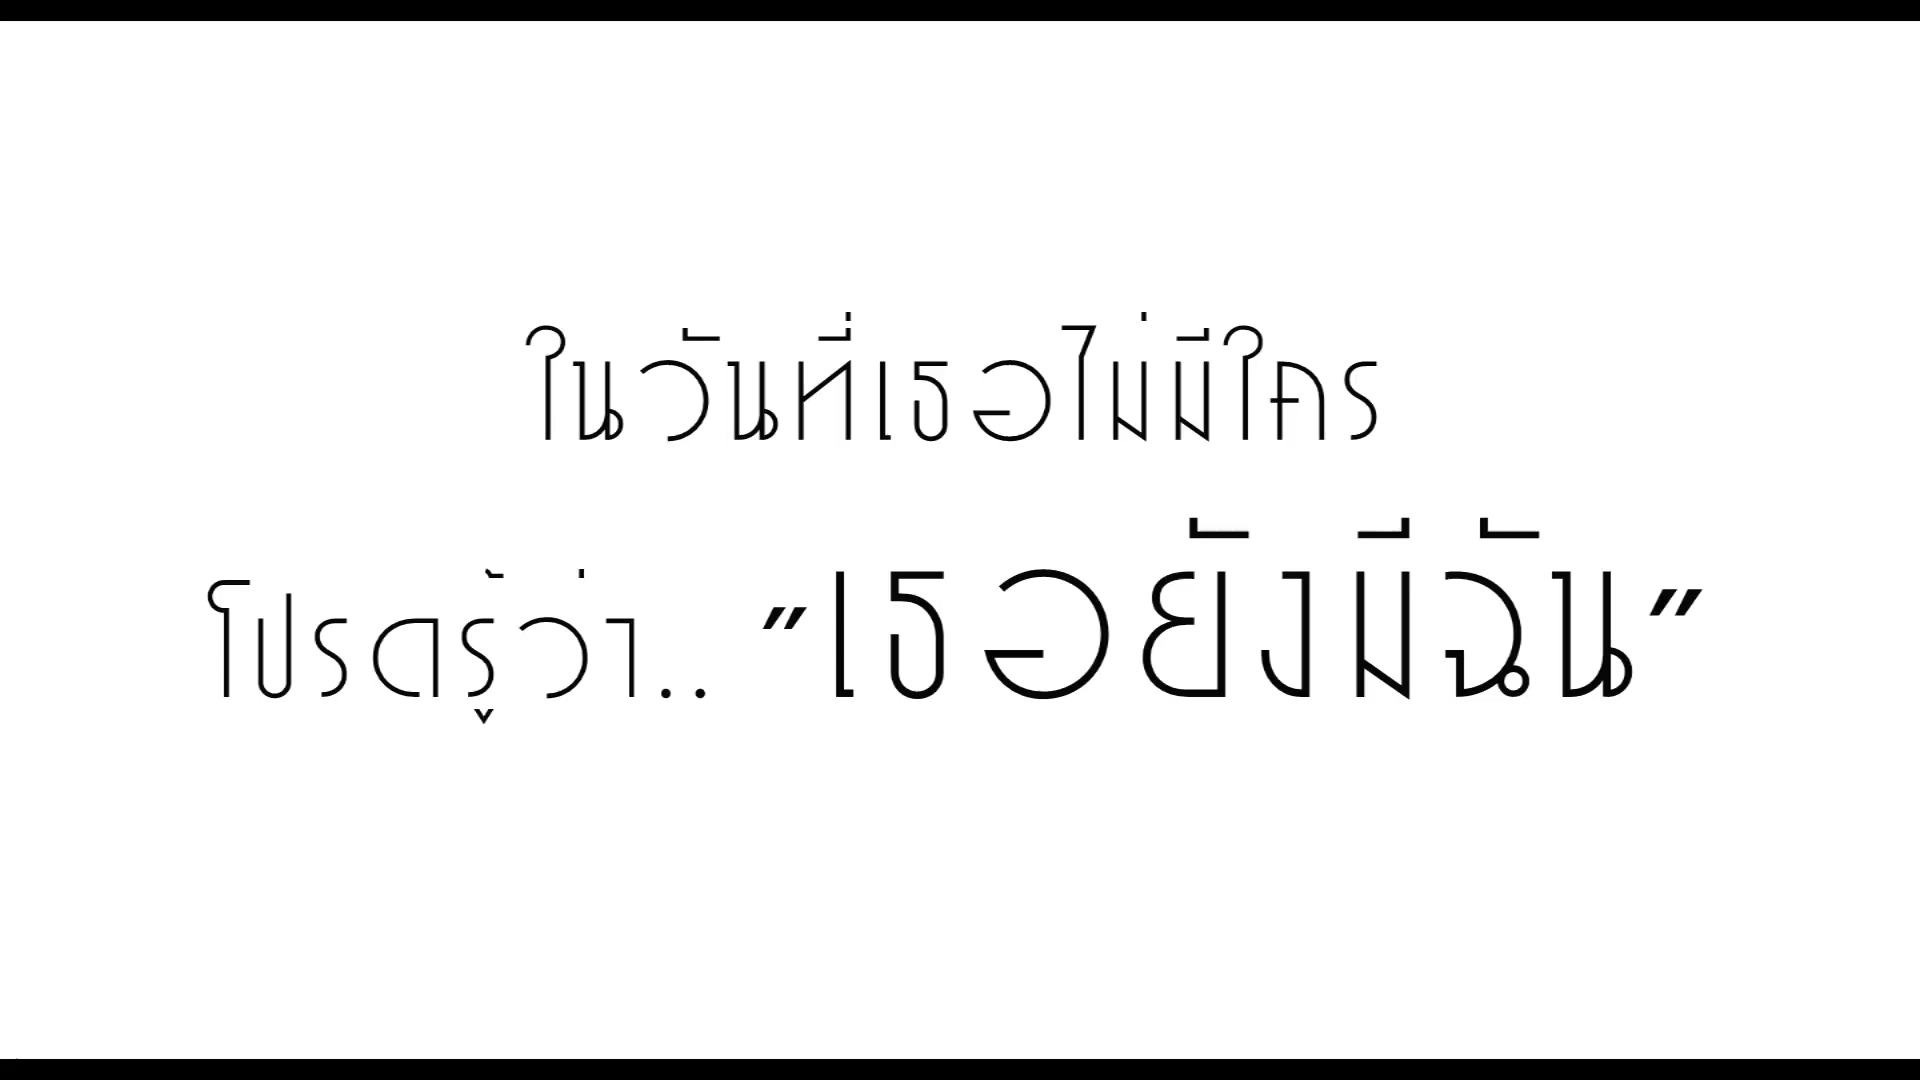 ในวันที่เธอไม่มีใคร
โปรดรู้ว่า.. "เธอยังมีฉัน"